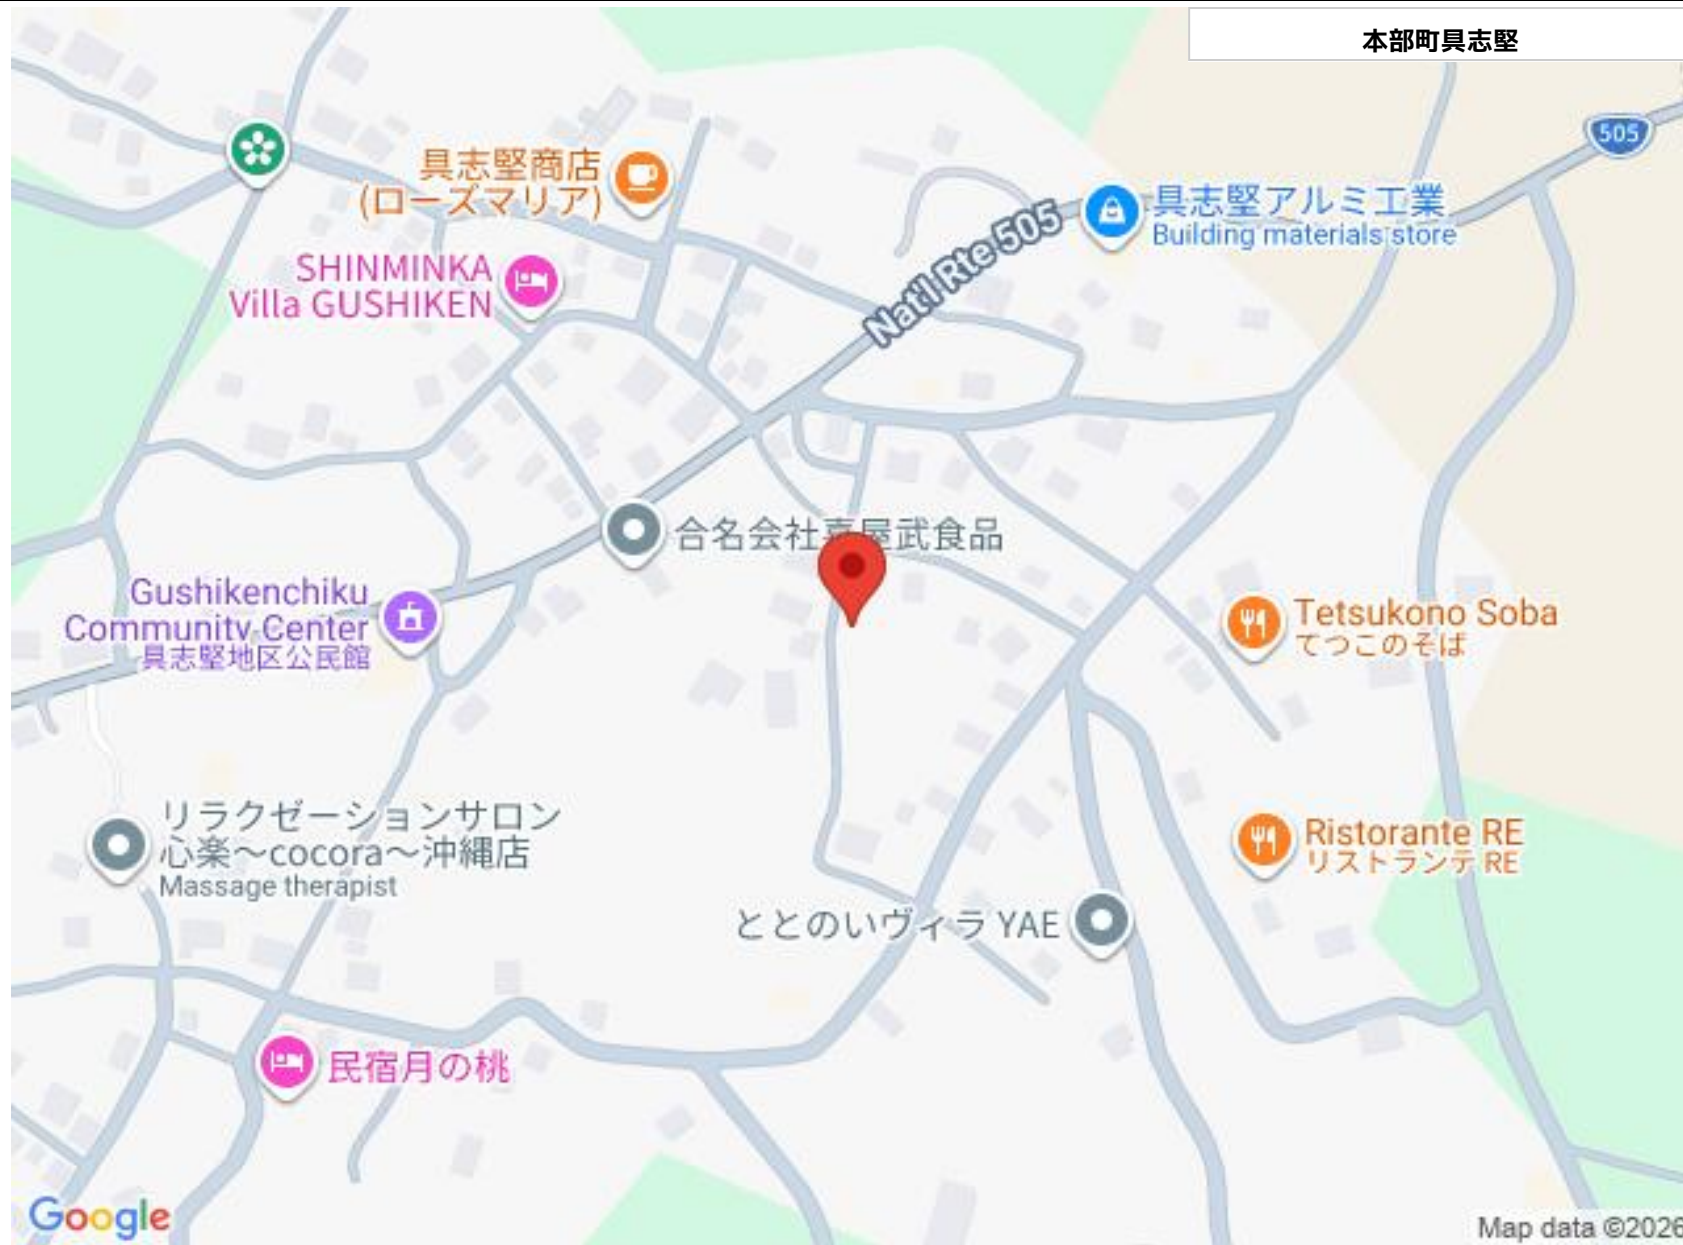 本部町具志堅
505
具志堅商店
(ローズマリア)
具志堅アルミ工業
Building materials store
Nat'l Rte 505
SHINMINKA
Villa GUSHIKEN
合名会社喜屋武食品
Gushikenchiku
Community Center
具志堅地区公民館
Tetsukono Soba
てつこのそば
リラクゼーションサロン
心楽〜cocora〜沖縄店
Massage therapist
Ristorante RE
リストランテ RE
ととのいヴィラ YAE
民宿月の桃
Google
Map data ©2026